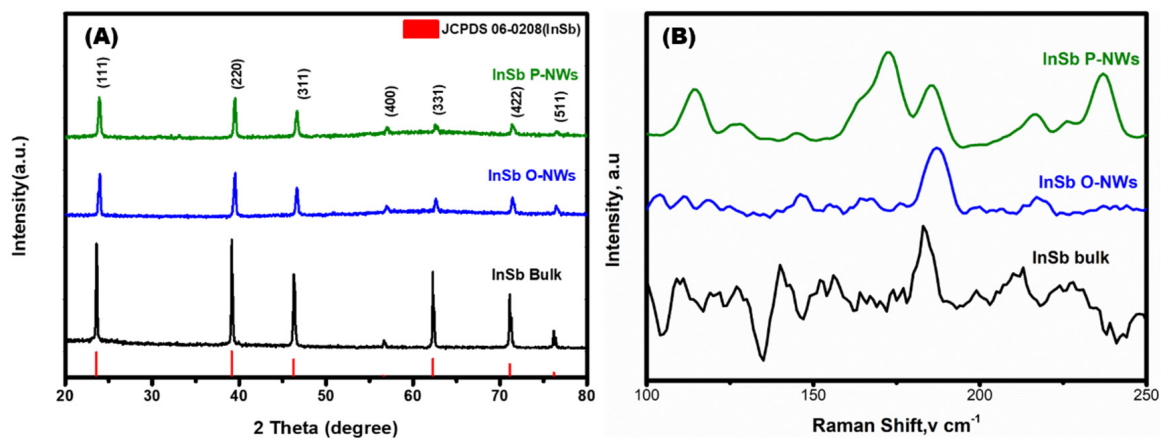 (A)
JCPDS 06-0208(InSb)
(111)
(220)
(311)
(400)
(331)
(422)
(511)
InSb P-NWs
InSb O-NWs
InSb Bulk
Intensity(a.u.)
20 30 40 50 60 70 80
2 Theta (degree)
(B)
InSb P-NWs
InSb O-NWs
InSb bulk
Intensity, a.u
100 150 200 250
Raman Shift,ν cm-1